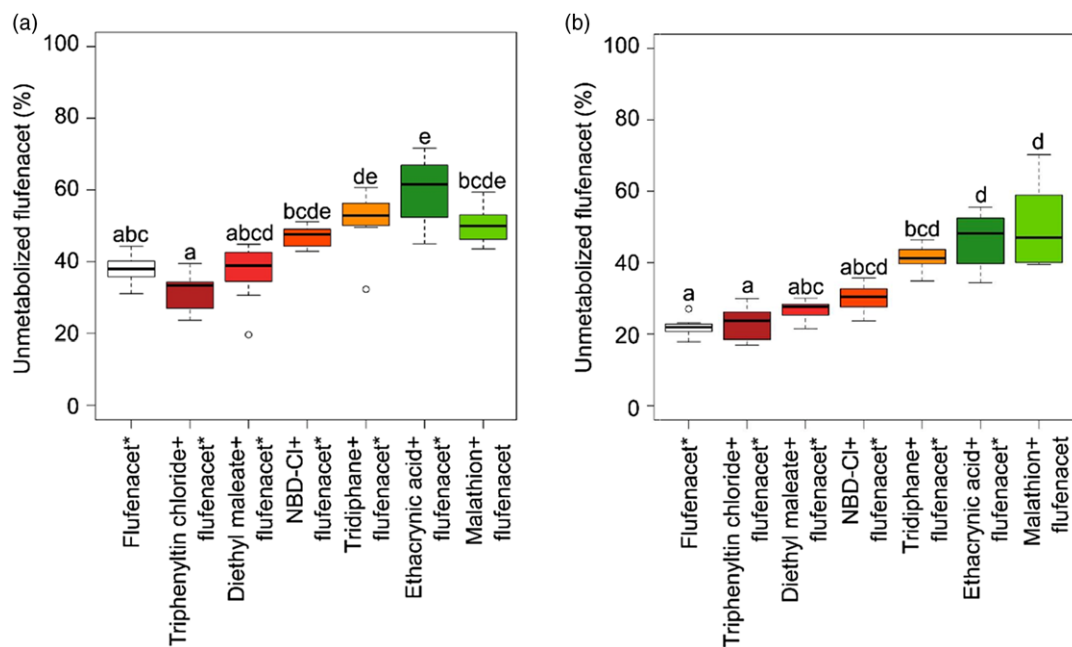 (a)
Unmetabolized flufenacet (%)
100
80
60
40
20
0
abc
a
abcd
bcde
de
e
bcde
Flufenacet*
Triphenyltin chloride+
flufenacet*
Diethyl maleate+
flufenacet*
NBD-Cl+
flufenacet*
Tridiphane+
flufenacet*
Ethacrynic acid+
flufenacet*
Malathion+
flufenacet
(b)
Unmetabolized flufenacet (%)
100
80
60
40
20
0
a
a
abc
abcd
bcd
d
d
Flufenacet*
Triphenyltin chloride+
flufenacet*
Diethyl maleate+
flufenacet*
NBD-Cl+
flufenacet*
Tridiphane+
flufenacet*
Ethacrynic acid+
flufenacet*
Malathion+
flufenacet